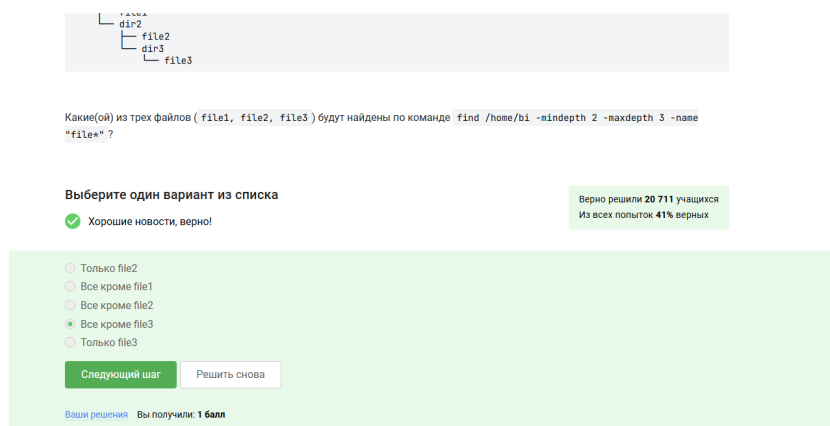 file1
└── dir2
├── file2
└── dir3
└── file3
Какие(ой) из трех файлов ( file1, file2, file3 ) будут найдены по команде find /home/bi -mindepth 2 -maxdepth 3 -name
"file*" ?
Выберите один вариант из списка
Хорошие новости, верно!
Верно решили 20 711 учащихся
Из всех попыток 41% верных
Только file2
Все кроме file1
Все кроме file2
Все кроме file3
Только file3
Следующий шаг
Решить снова
Ваши решения Вы получили: 1 балл